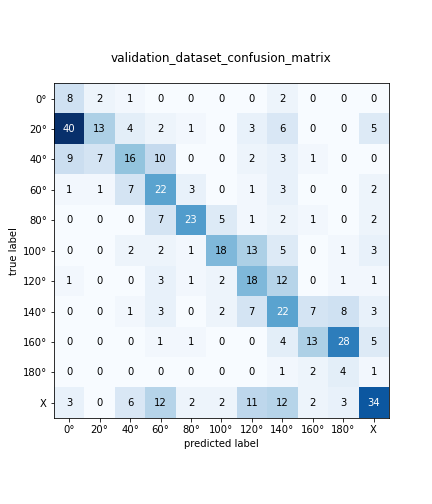 validation_dataset_confusion_matrix
0° 8 2 1 0 0 0 0 2 0 0 0
20° 40 13 4 2 1 0 3 6 0 0 5
40° 9 7 16 10 0 0 2 3 1 0 0
60° 1 1 7 22 3 0 1 3 0 0 2
80° 0 0 0 7 23 5 1 2 1 0 2
100° 0 0 2 2 1 18 13 5 0 1 3
120° 1 0 0 3 1 2 18 12 0 1 1
140° 0 0 1 3 0 2 7 22 7 8 3
160° 0 0 0 1 1 0 0 4 13 28 5
180° 0 0 0 0 0 0 0 1 2 4 1
X 3 0 6 12 2 2 11 12 2 3 34
0° 20° 40° 60° 80° 100° 120° 140° 160° 180° X
predicted label
true label